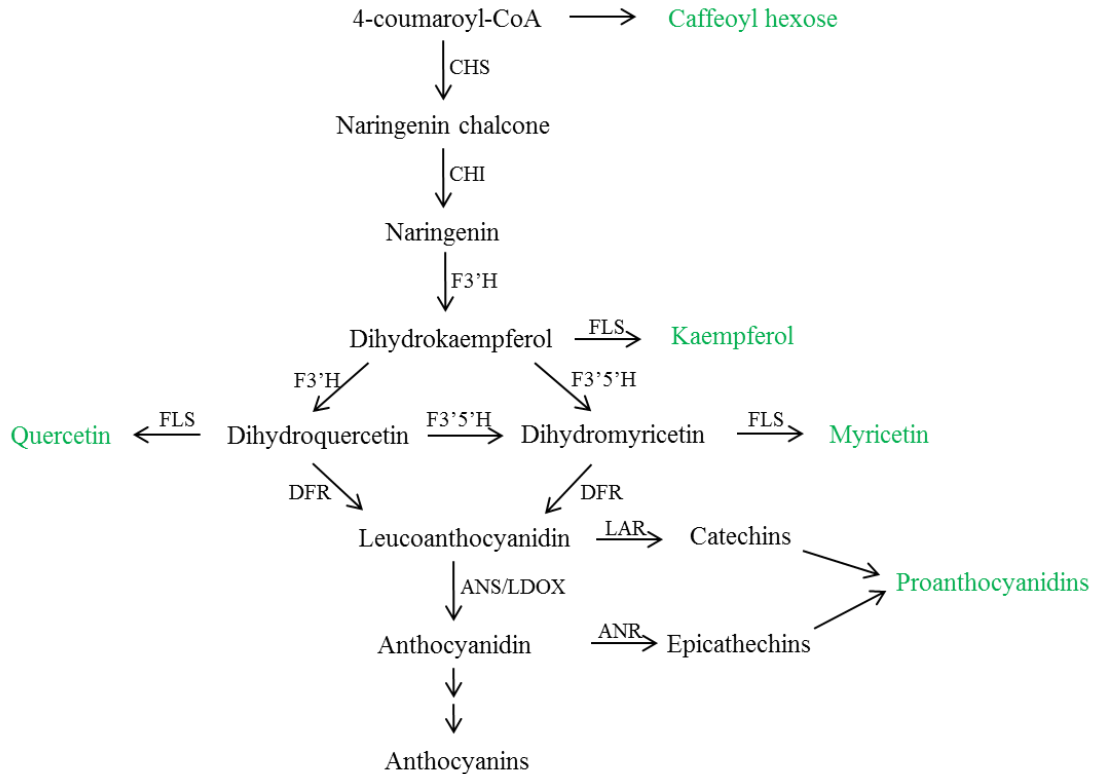 4-coumaroyl-CoA
Caffeoyl hexose
CHS
Naringenin chalcone
CHI
Naringenin
F3’H
Dihydrokaempferol
FLS
Kaempferol
F3’H
F3’5’H
Quercetin
FLS
Dihydroquercetin
F3’5’H
Dihydromyricetin
FLS
Myricetin
DFR
DFR
Leucoanthocyanidin
LAR
Catechins
ANS/LDOX
Proanthocyanidins
Anthocyanidin
ANR
Epicathechins
Anthocyanins